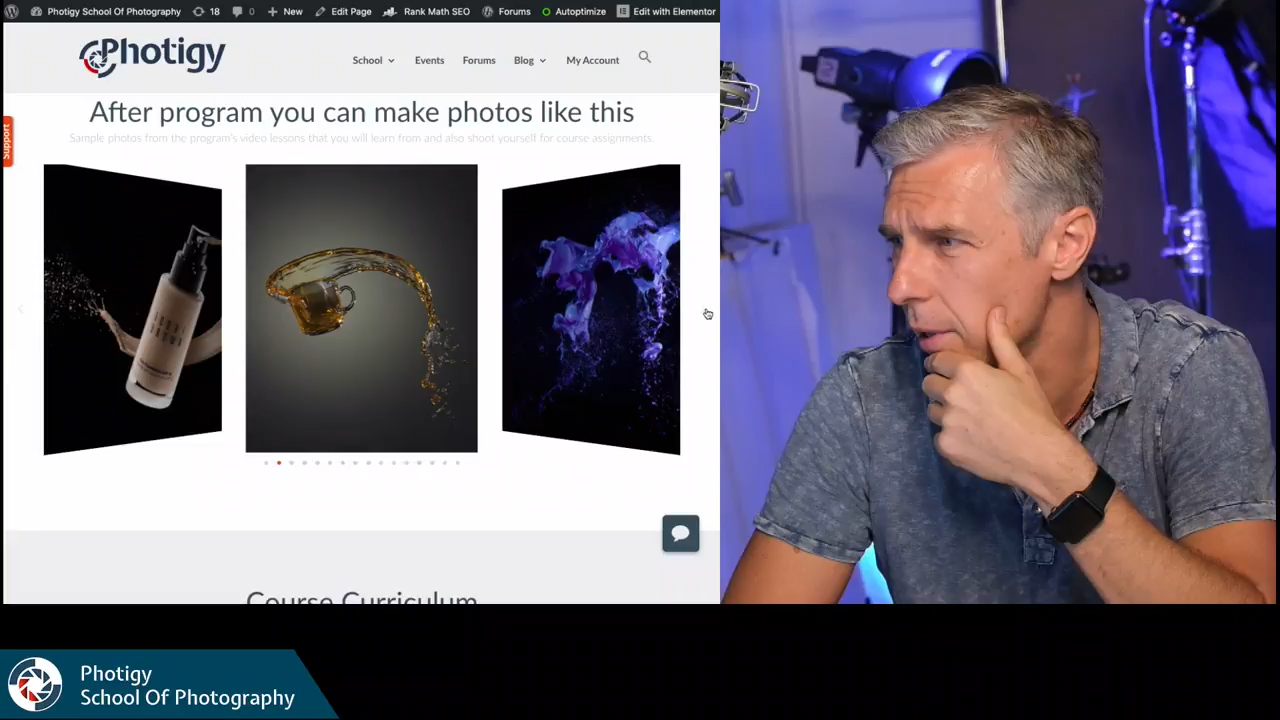 Photigy School Of Photography 18 0 New Edit Page Rank Math SEO Forums Autoptimize Edit with Elementor
Photigy School Events Forums Blog My Account
After program you can make photos like this
Sample photos from the program's video lessons that you will learn from and also shoot yourself for course assignments.
Support
Course Curriculum
Photigy
School Of Photography